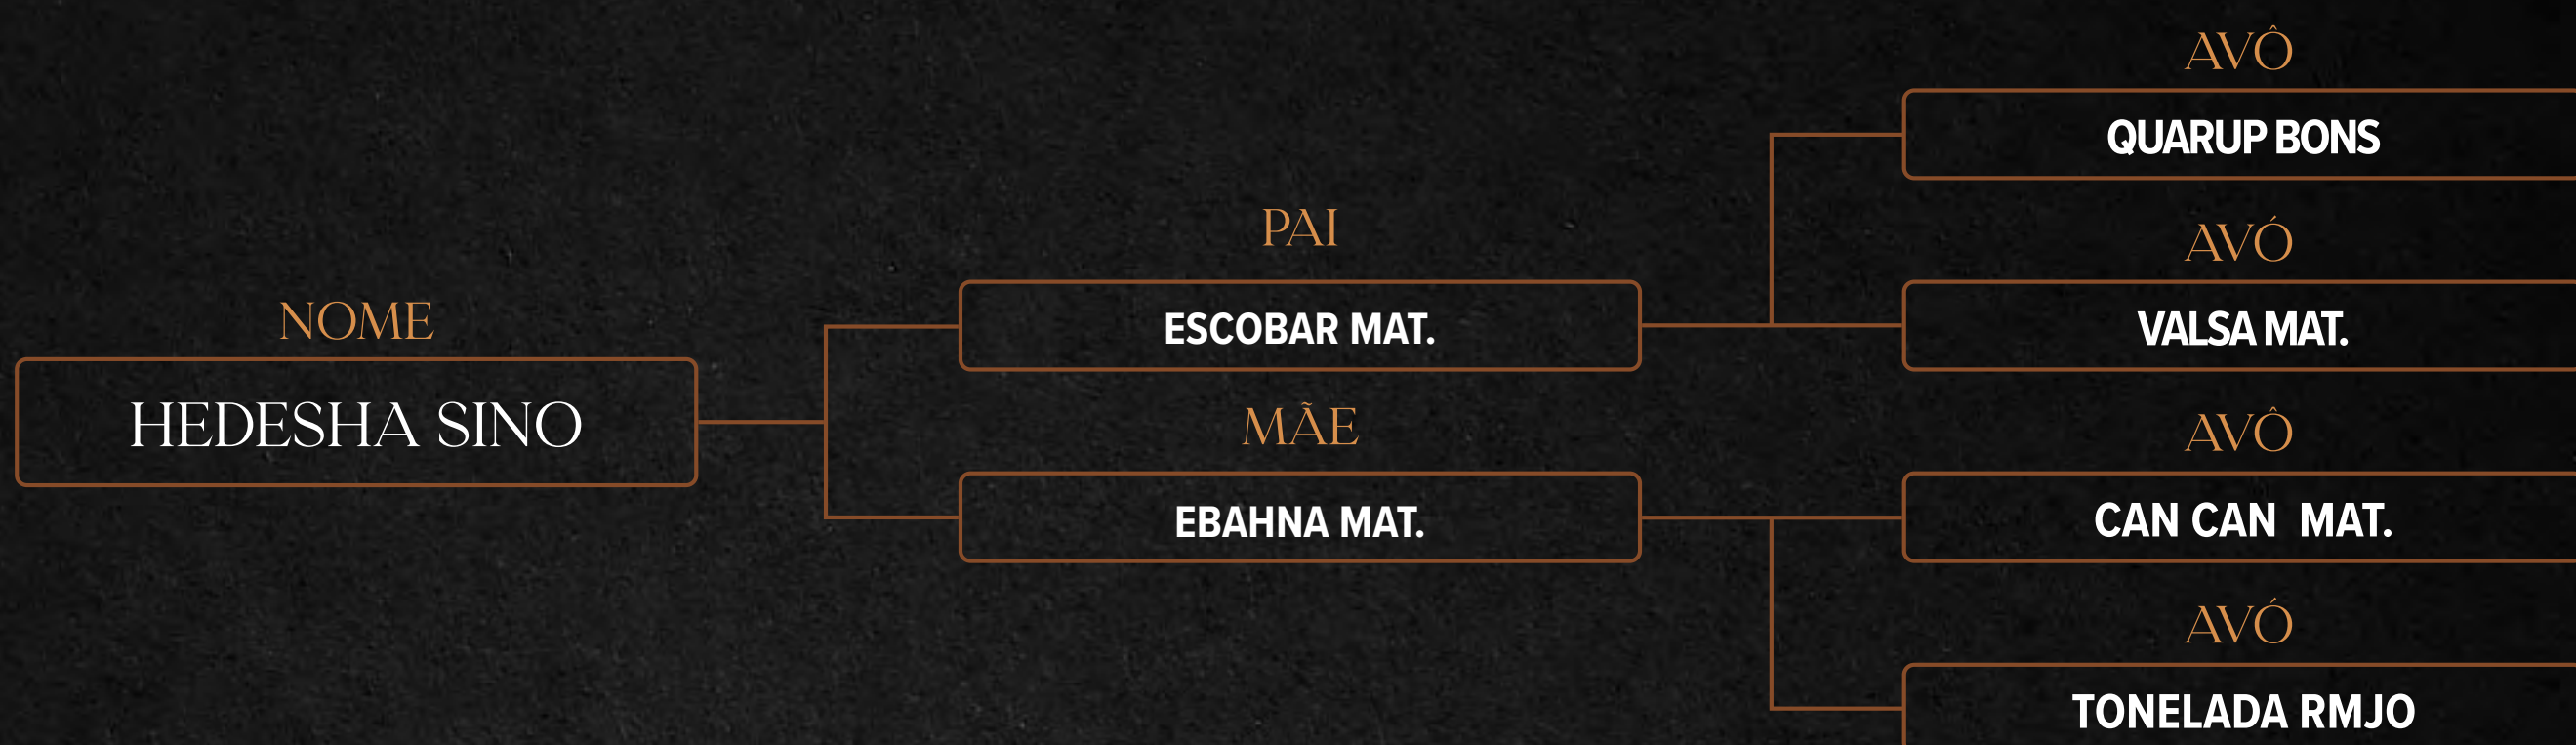 AVÔ
QUARUP BONS
PAI
AVÓ
NOME
ESCOBAR MAT.
VALSA MAT.
HEDESHA SINO
MÃE
AVÔ
EBAHNA MAT.
CAN CAN  MAT.
AVÓ
TONELADA RMJO